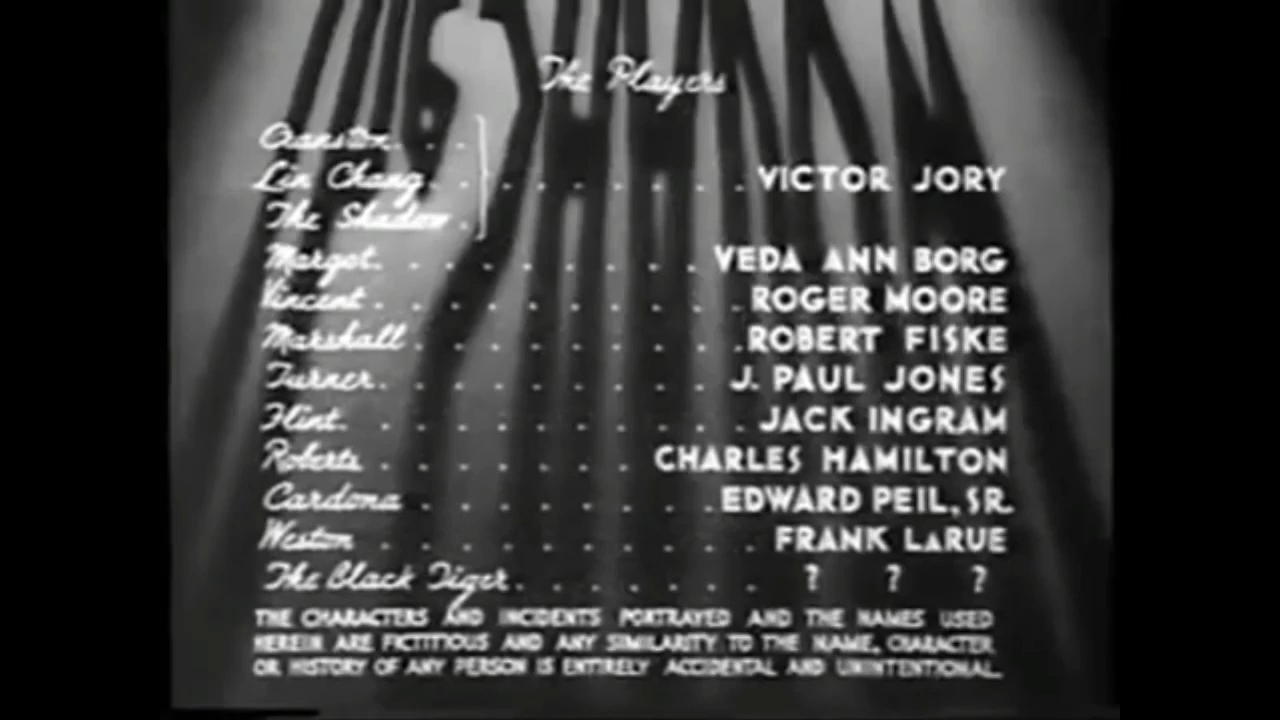 The Players
Cranston. . .
Lin Chang. . . . . . . . . VICTOR JORY
The Shadow .
Margot. . . . . . . . . VEDA ANN BORG
Vincent . . . . . . . . . . ROGER MOORE
Marshall . . . . . . . . . ROBERT FISKE
Turner. . . . . . . . . . J. PAUL JONES
Flint. . . . . . . . . . . JACK INGRAM
Roberts . . . . . . . CHARLES HAMILTON
Cardona . . . . . . . . EDWARD PEIL, SR.
Weston . . . . . . . . . . FRANK LARUE
The Black Tiger. . . . . . . ? ? ?
THE CHARACTERS AND INCIDENTS PORTRAYED AND THE NAMES USED
HEREIN ARE FICTITIOUS AND ANY SIMILARITY TO THE NAME, CHARACTER
OR HISTORY OF ANY PERSON IS ENTIRELY ACCIDENTAL AND UNINTENTIONAL.